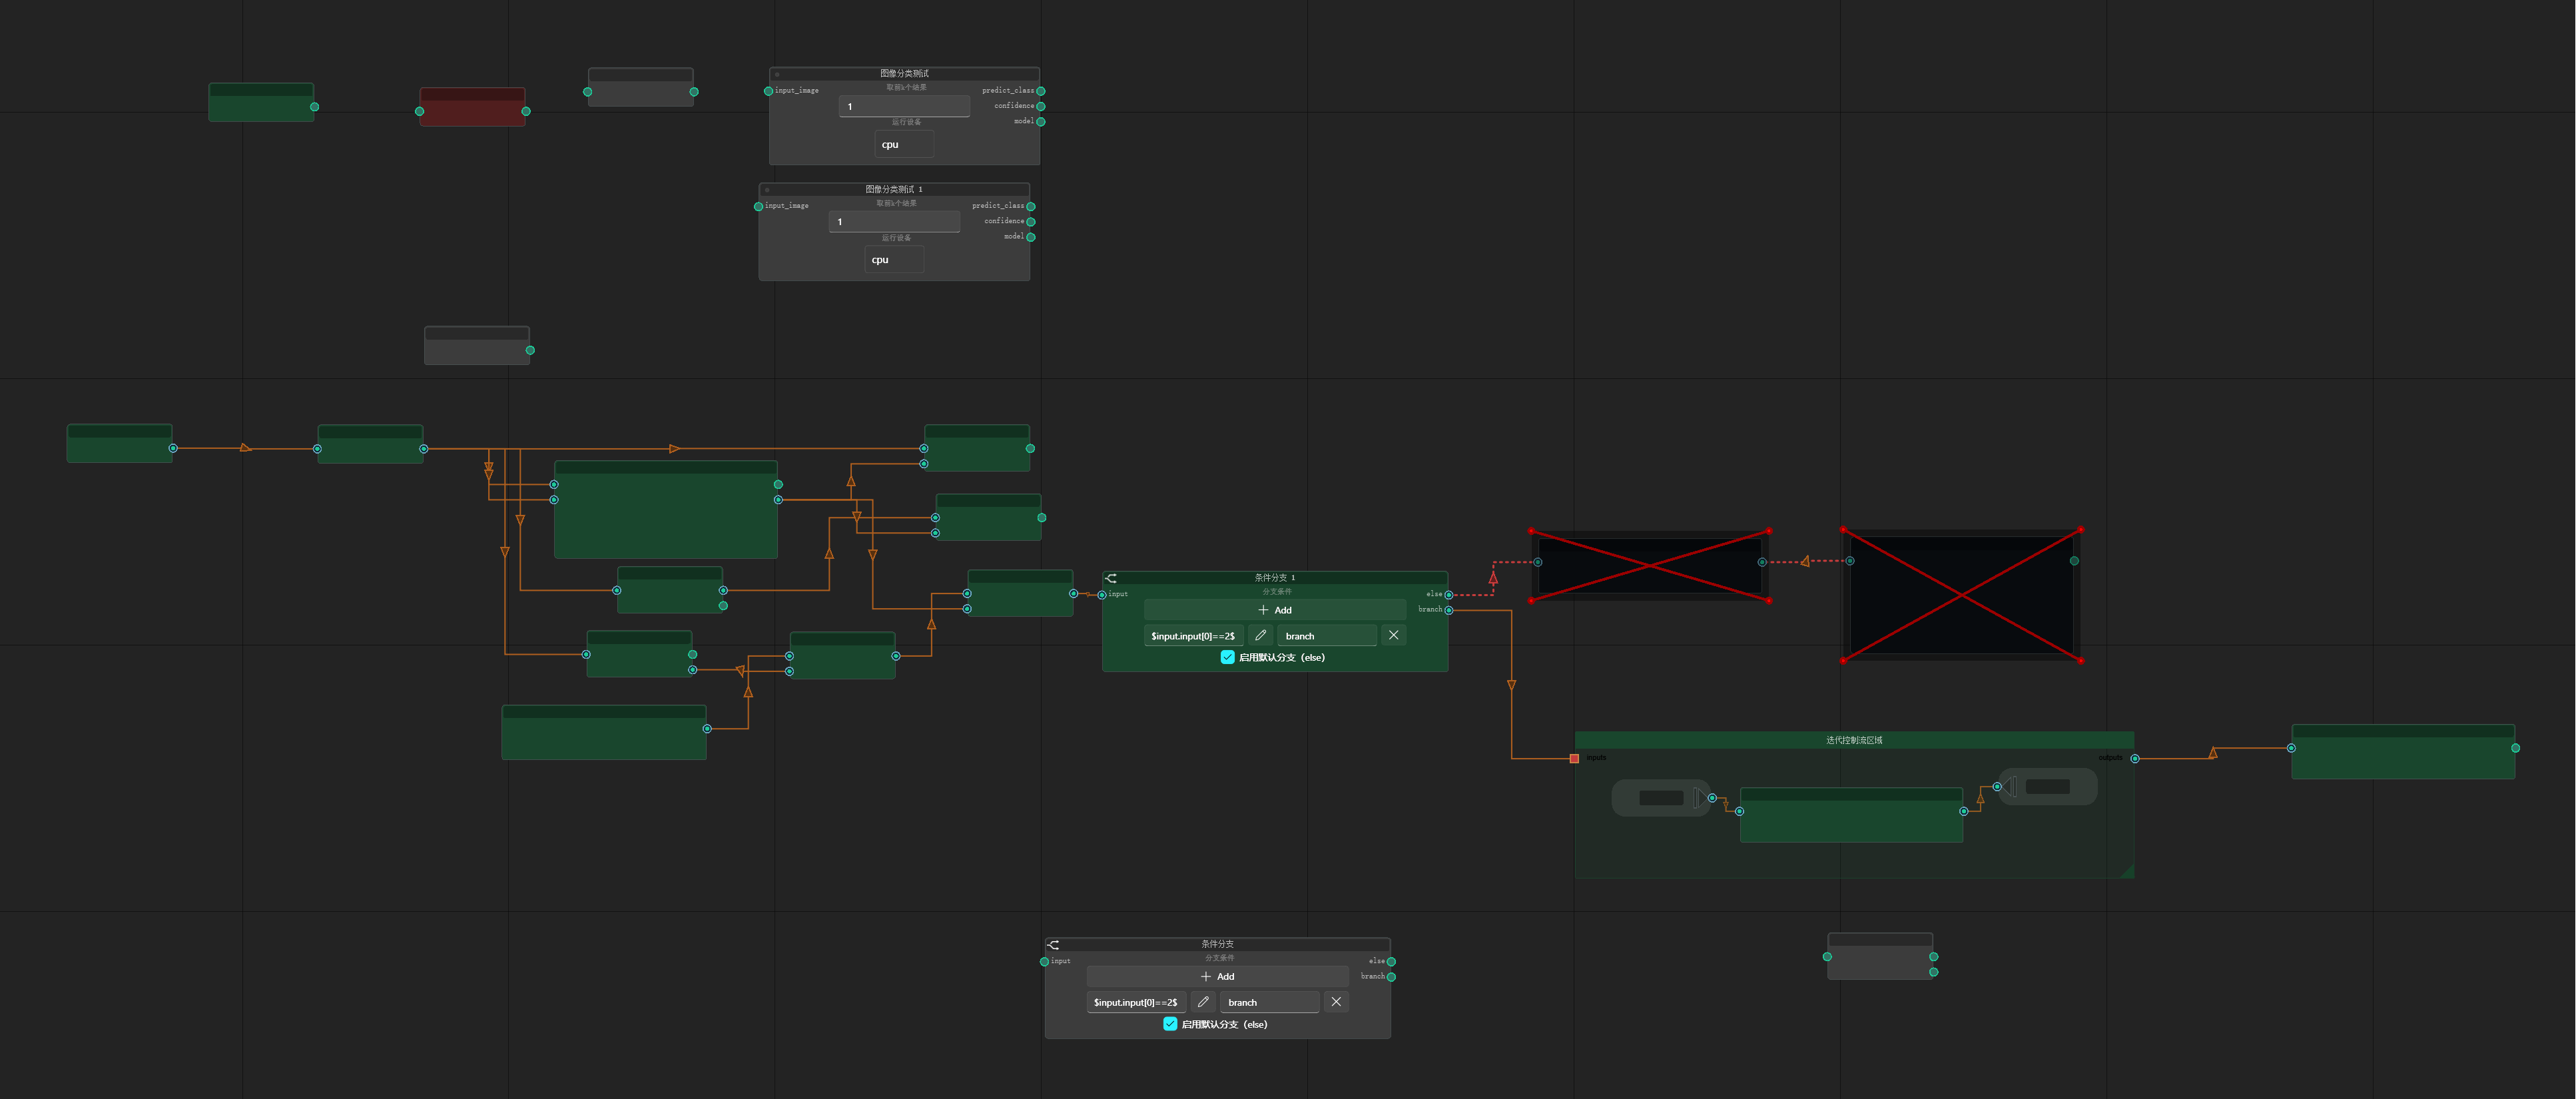 图像分类测试
input_image
取前k个结果
predict_class
1
confidence
运行设备
model
cpu
图像分类测试 1
input_image
取前k个结果
predict_class
1
confidence
运行设备
model
cpu
条件分支 1
input
分支条件
else
Add
branch
$input.input[0]==2$
branch
启用默认分支（else）
迭代控制流区域
inputs
outputs
条件分支
input
分支条件
else
Add
branch
$input.input[0]==2$
branch
启用默认分支（else）